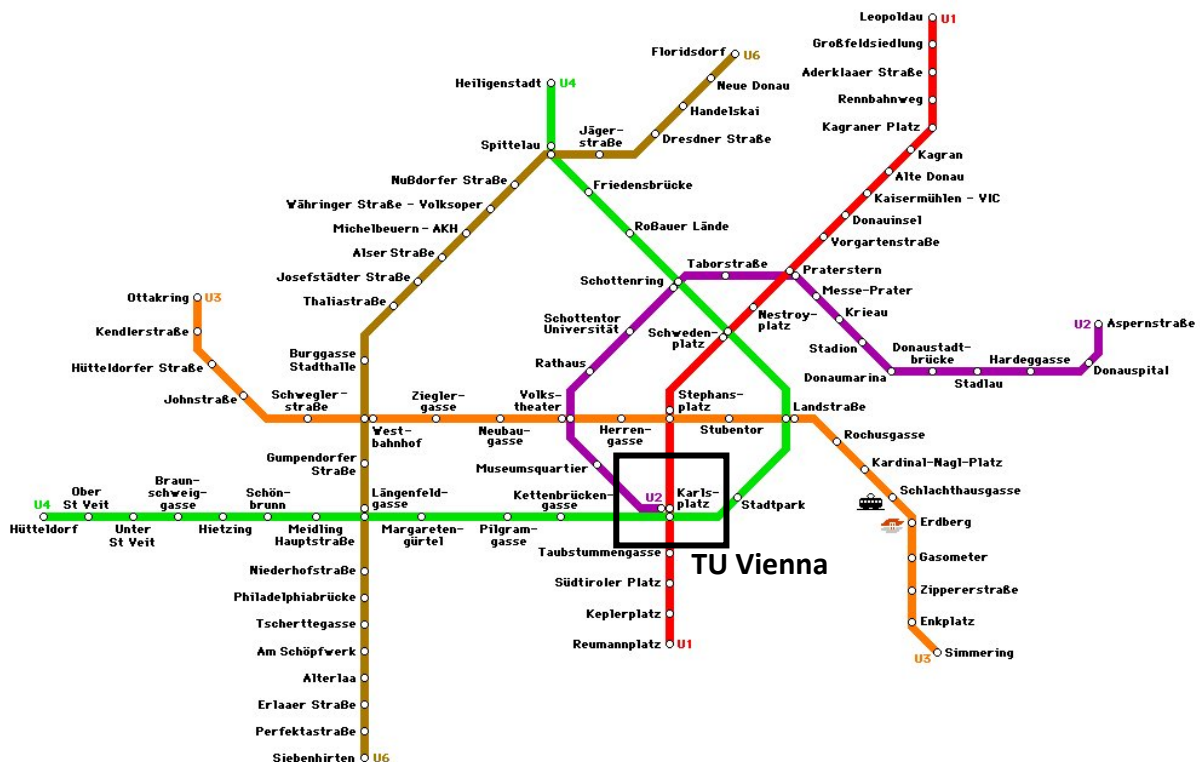 Leopoldau
U1
Großfeldsiedlung
Aderklaaer Straße
Rennbahnweg
Kagraner Platz
Kagran
Alte Donau
Kaisermühlen - VIC
Donauinsel
Vorgartenstraße
Floridsdorf
U6
Neue Donau
Handelskai
Dresdner Straße
Jäger-
straße
Heiligenstadt
U4
Spittelau
Friedensbrücke
Roßauer Lände
Nußdorfer Straße
Währinger Straße - Volksoper
Michelbeuern - AKH
Alser Straße
Josefstädter Straße
Thaliastraße
Taborstraße
Praterstern
Messe-Prater
Krieau
Stadion
Donaumarina
Donaustadt-
brücke
Stadlau
Hardeggasse
Donauspital
U2
Aspernstraße
Schottenring
Nestroy-
platz
Schweden-
platz
Schottentor
Universität
Rathaus
Ottakring
U3
Kendlerstraße
Hütteldorfer Straße
Johnstraße
Schwegler-
straße
Burggasse
Stadthalle
West-
bahnhof
Ziegler-
gasse
Neubau-
gasse
Volks-
theater
Herren-
gasse
Stephans-
platz
Stubentor
Landstraße
Rochusgasse
Kardinal-Nagl-Platz
Schlachthausgasse
Erdberg
Gasometer
Zippererstraße
Enkplatz
U3
Simmering
Gumpendorfer
Straße
Museumsquartier
U2
Karls-
platz
Stadtpark
U4
Hütteldorf
Ober
St Veit
Unter
St Veit
Braun-
schweig-
gasse
Hietzing
Schön-
brunn
Meidling
Hauptstraße
Längenfeld-
gasse
Margareten-
gürtel
Pilgram-
gasse
Kettenbrücken-
gasse
Taubstummengasse
TU Vienna
Südtiroler Platz
Keplerplatz
Reumannplatz
U1
Niederhofstraße
Philadelphiabrücke
Tscherttegasse
Am Schöpfwerk
Alterlaa
Erlaaer Straße
Perfektastraße
Siebenhirten
U6